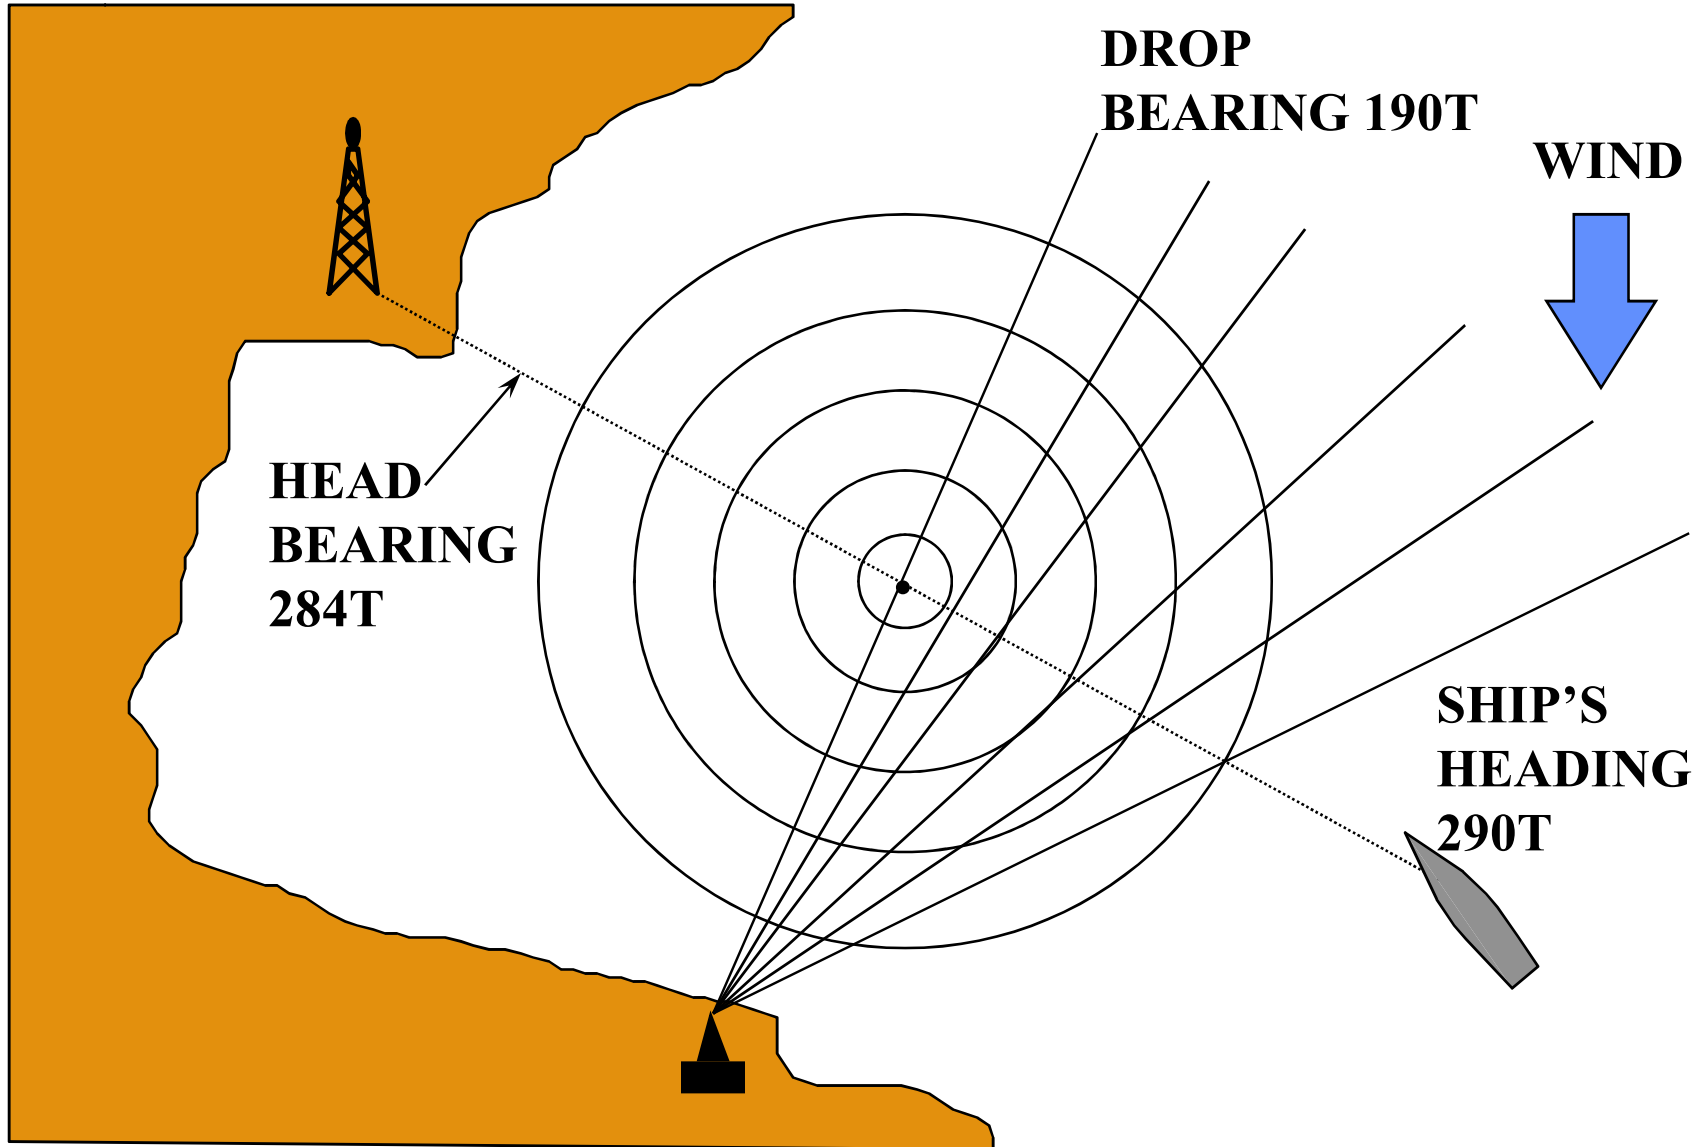 DROP
BEARING 190T
WIND
HEAD
BEARING
284T
SHIP’S
HEADING
290T